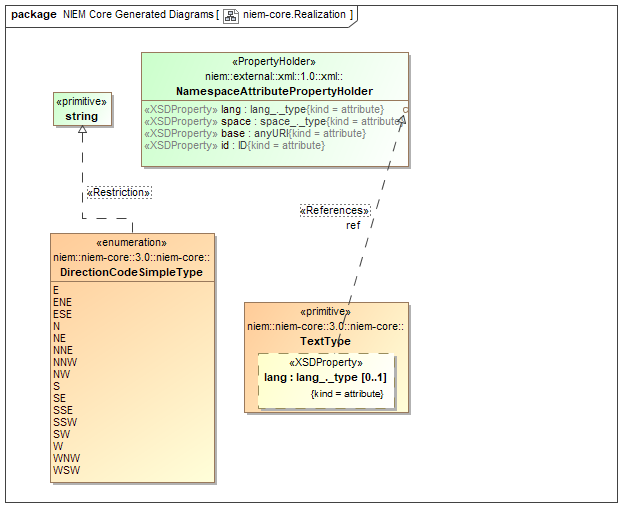 package NIEM Core Generated Diagrams [ niem-core.Realization ]
«PropertyHolder»
niem::external::xml::1.0::xml::
NamespaceAttributePropertyHolder
«XSDProperty» lang : lang_._type{kind = attribute} c
«XSDProperty» space : space_._type{kind = attribute
«XSDProperty» base : anyURI{kind = attribute}
«XSDProperty» id : ID{kind = attribute}
«primitive»
string
«Restriction»
«References»
ref
«enumeration»
niem::niem-core::3.0::niem-core::
DirectionCodeSimpleType
E
ENE
ESE
N
NE
NNE
NNW
NW
S
SE
SSE
SSW
SW
W
WNW
WSW
«primitive»
niem::niem-core::3.0::niem-core::
TextType
«XSDProperty»
lang : lang_._type [0..1]
{kind = attribute}